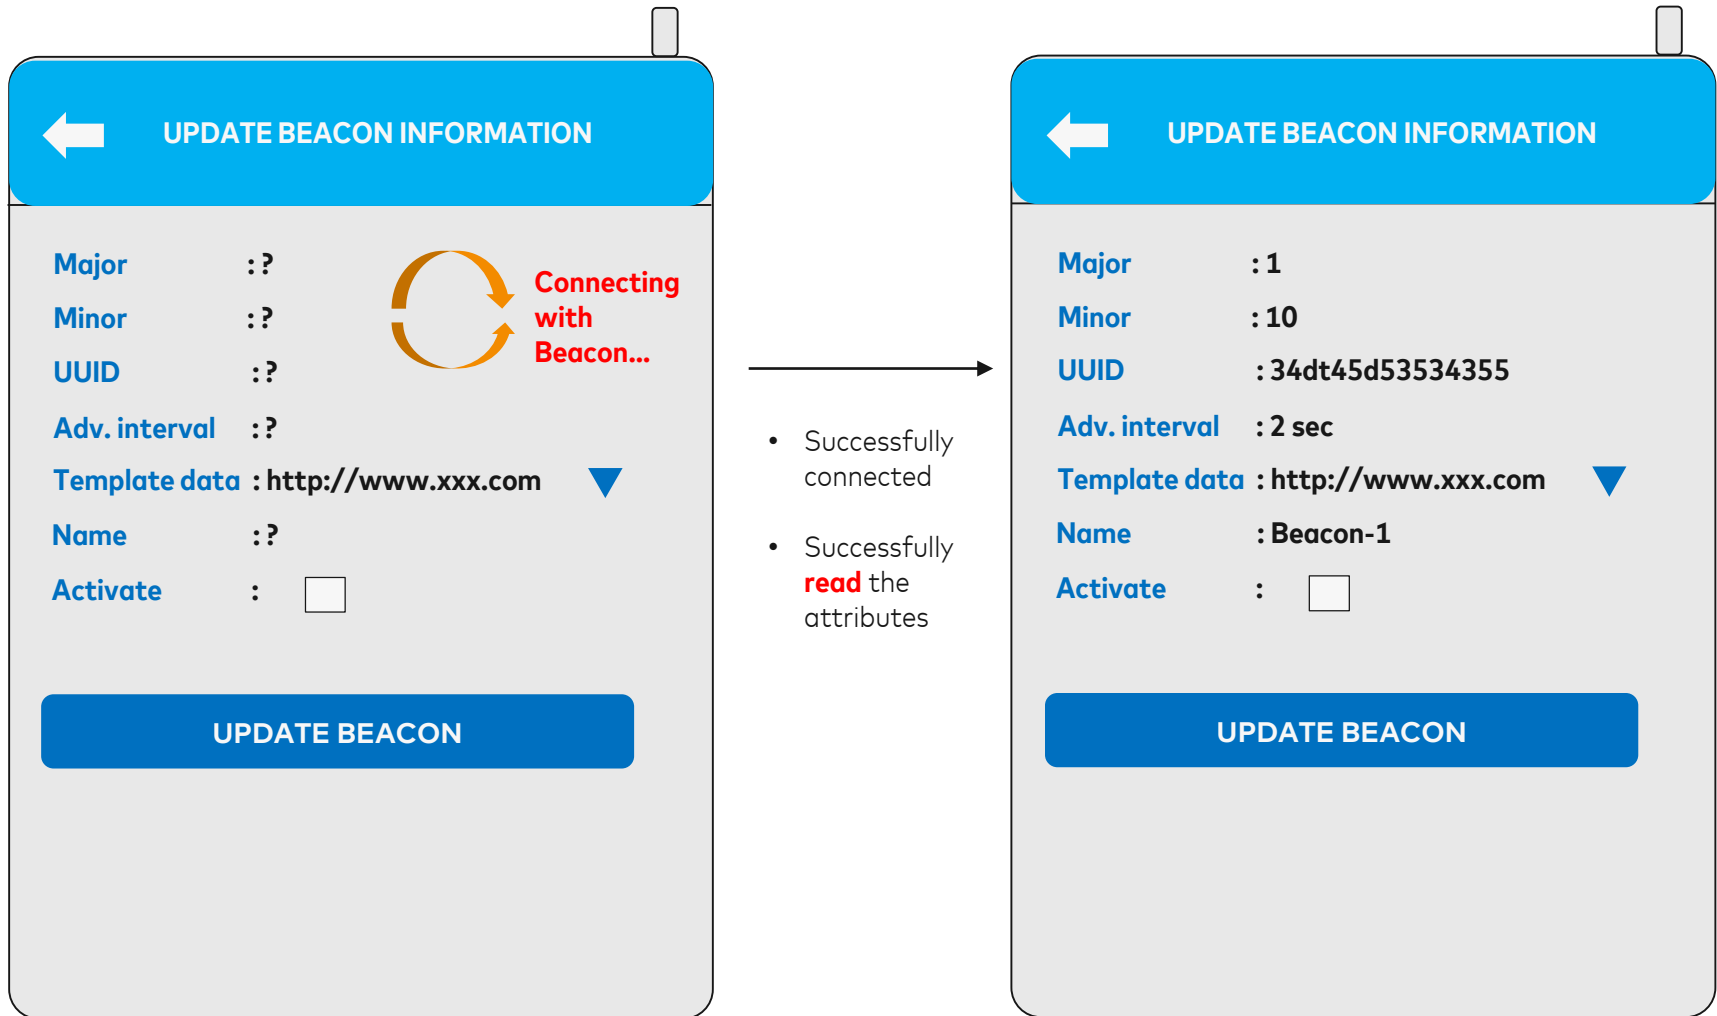 UPDATE BEACON INFORMATION
Major : ?
Minor : ?
UUID : ?
Adv. interval : ?
Template data : http://www.xxx.com
Name : ?
Activate :
Connecting
with
Beacon...
UPDATE BEACON
• Successfully
connected
• Successfully
read the
attributes
UPDATE BEACON INFORMATION
Major : 1
Minor : 10
UUID : 34dt45d53534355
Adv. interval : 2 sec
Template data : http://www.xxx.com
Name : Beacon-1
Activate :
UPDATE BEACON